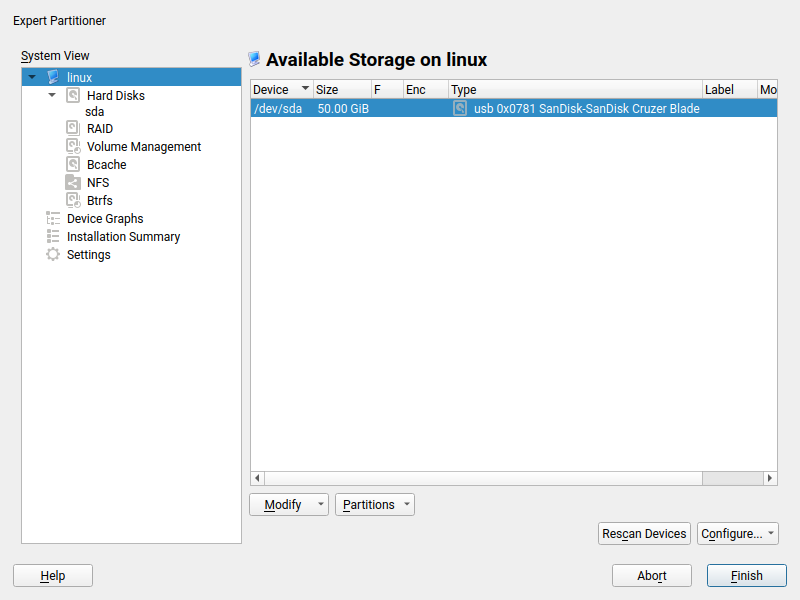 Expert Partitioner
System View
linux
Hard Disks
sda
RAID
Volume Management
Bcache
NFS
Btrfs
Device Graphs
Installation Summary
Settings
Available Storage on linux
Device Size F Enc Type Label Mo
/dev/sda 50.00 GiB usb 0x0781 SanDisk-SanDisk Cruzer Blade
Modify Partitions
Rescan Devices Configure...
Help Abort Finish